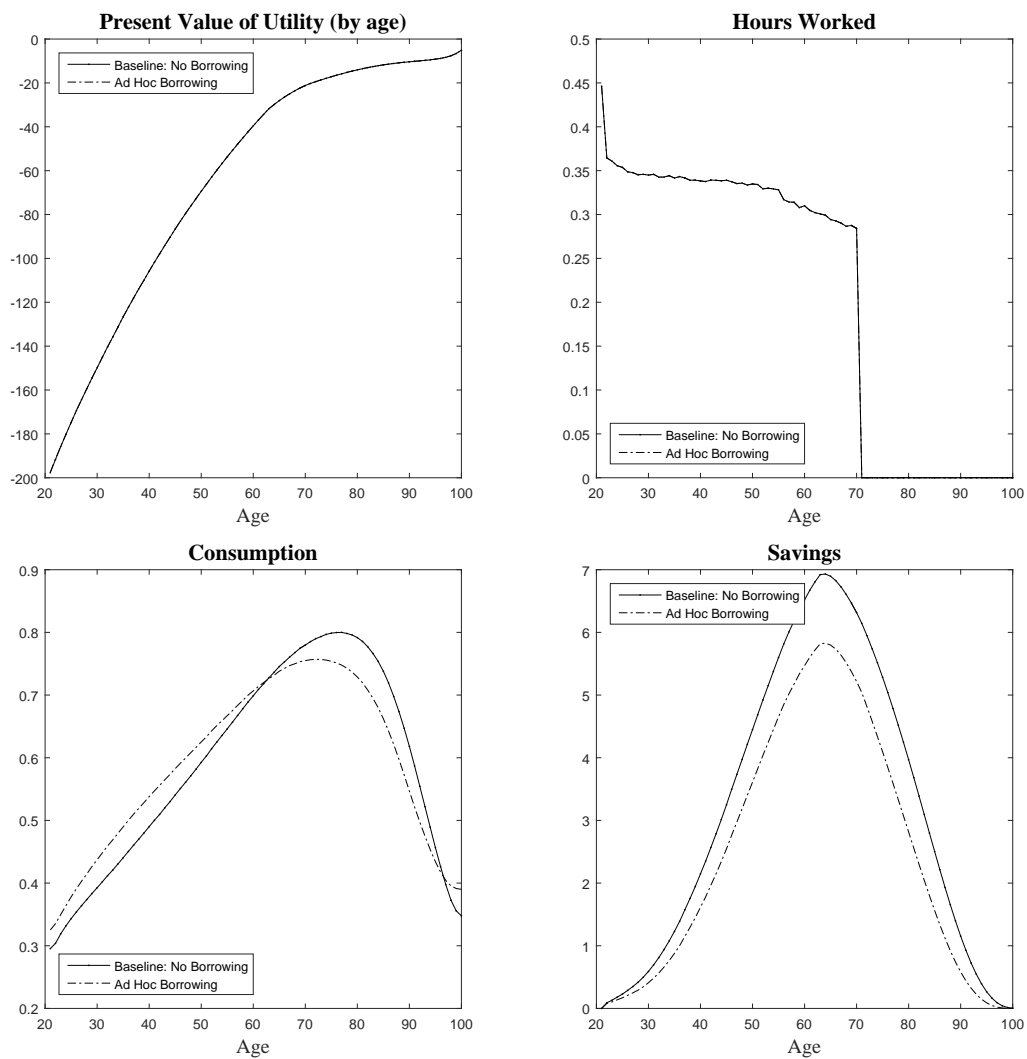 Present Value of Utility (by age)
0
-20
-40
-60
-80
-100
-120
-140
-160
-180
-200
Baseline: No Borrowing
Ad Hoc Borrowing
20 30 40 50 60 70 80 90 100
Age
Hours Worked
0.5
0.45
0.4
0.35
0.3
0.25
0.2
0.15
0.1
0.05
0
Baseline: No Borrowing
Ad Hoc Borrowing
20 30 40 50 60 70 80 90 100
Age
Consumption
0.9
0.8
0.7
0.6
0.5
0.4
0.3
0.2
Baseline: No Borrowing
Ad Hoc Borrowing
20 30 40 50 60 70 80 90 100
Age
Savings
7
6
5
4
3
2
1
0
Baseline: No Borrowing
Ad Hoc Borrowing
20 30 40 50 60 70 80 90 100
Age